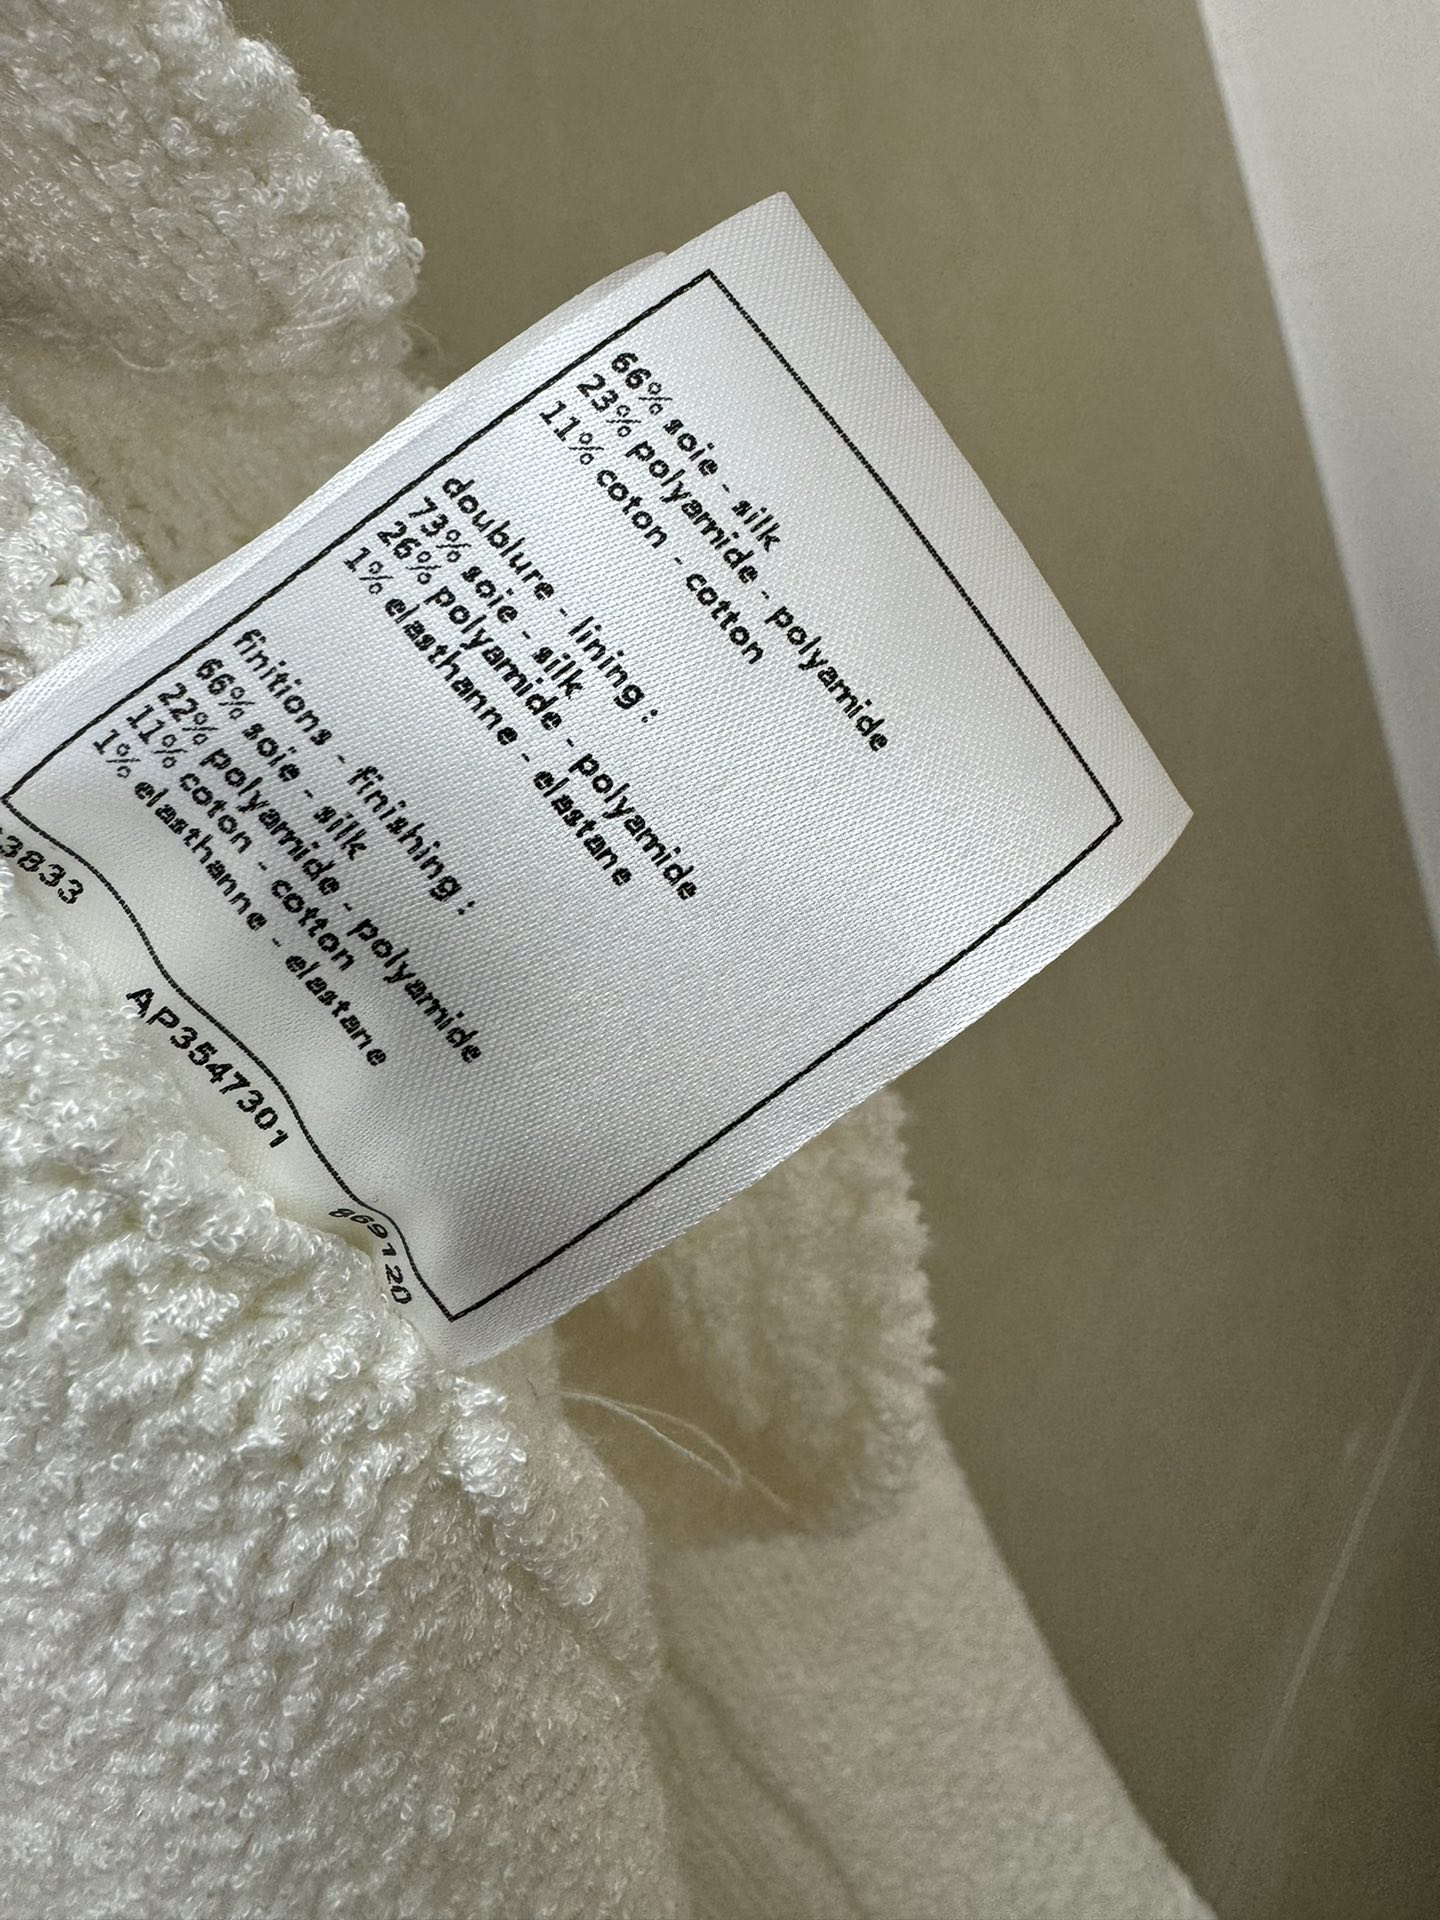 66% soie - silk
23% polyamide - polyamide
11% coton - cotton
doublure - lining :
73% soie - silk
26% polyamide - polyamide
1% elasthanne - elastane
finitions - finishing :
66% soie - silk
22% polyamide - polyamide
11% coton - cotton
1% elasthanne - elastane
3833
AP3547301
869120